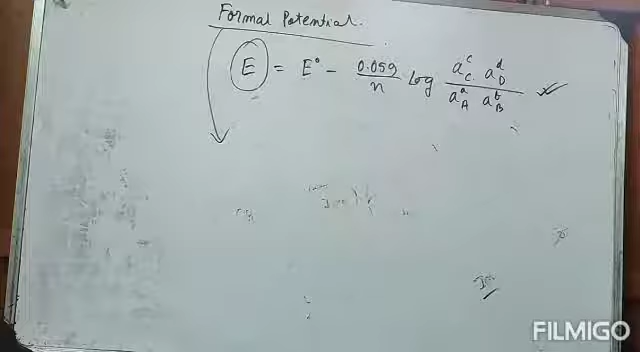 Formal Potential.
E = E° - 0.059/n log a_C^c a_D^d / a_A^a a_B^b
FILMIGO